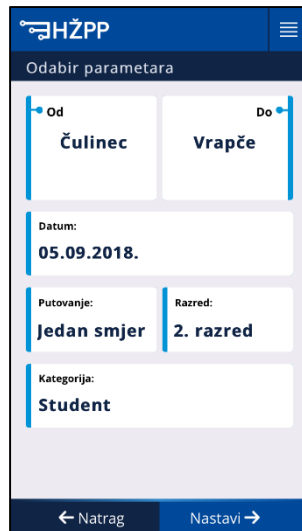 HŽPP
Odabir parametara
Od
Do
Čulinec
Vrapče
Datum:
05.09.2018.
Putovanje:
Razred:
Jedan smjer
2. razred
Kategorija:
Student
← Natrag
Nastavi →